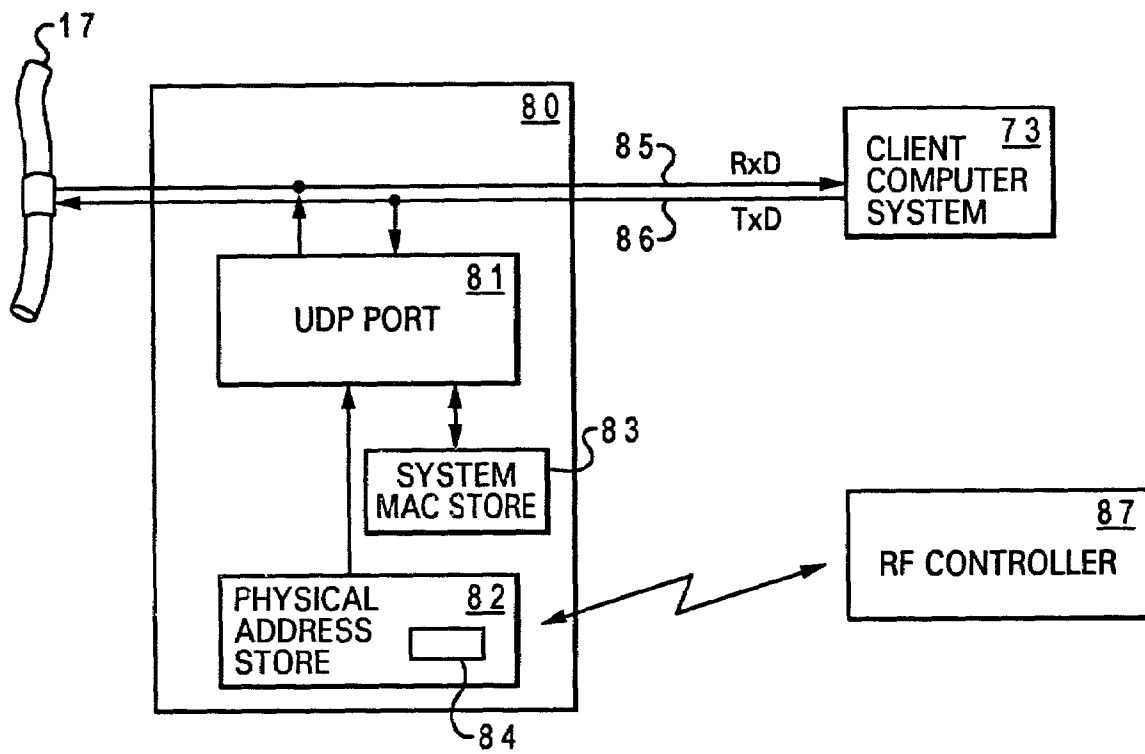 17
80
85
RxD
73
CLIENT
COMPUTER
SYSTEM
86
TxD
81
UDP PORT
83
SYSTEM
MAC STORE
82
PHYSICAL
ADDRESS
STORE
84
87
RF CONTROLLER